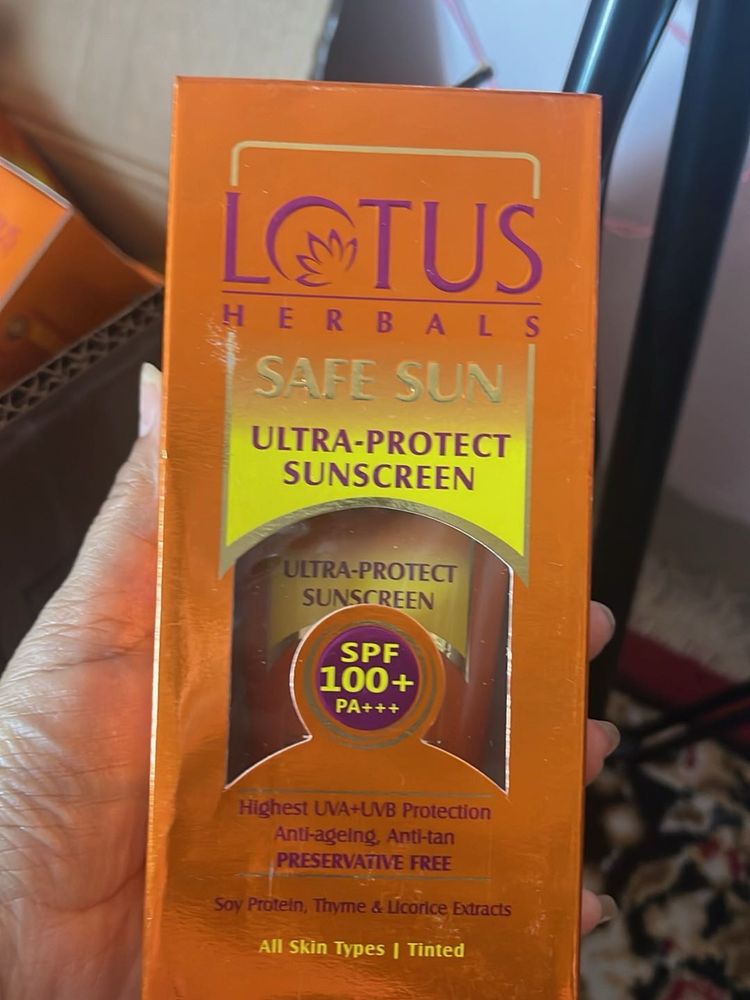 LOTUS
HERBALS
SAFE SUN
ULTRA-PROTECT
SUNSCREEN
ULTRA-PROTECT
SUNSCREEN
SPF
100+
PA+++
Highest UVA+UVB Protection
Anti-ageing, Anti-tan
PRESERVATIVE FREE
Soy Protein, Thyme & Licorice Extracts
All Skin Types | Tinted